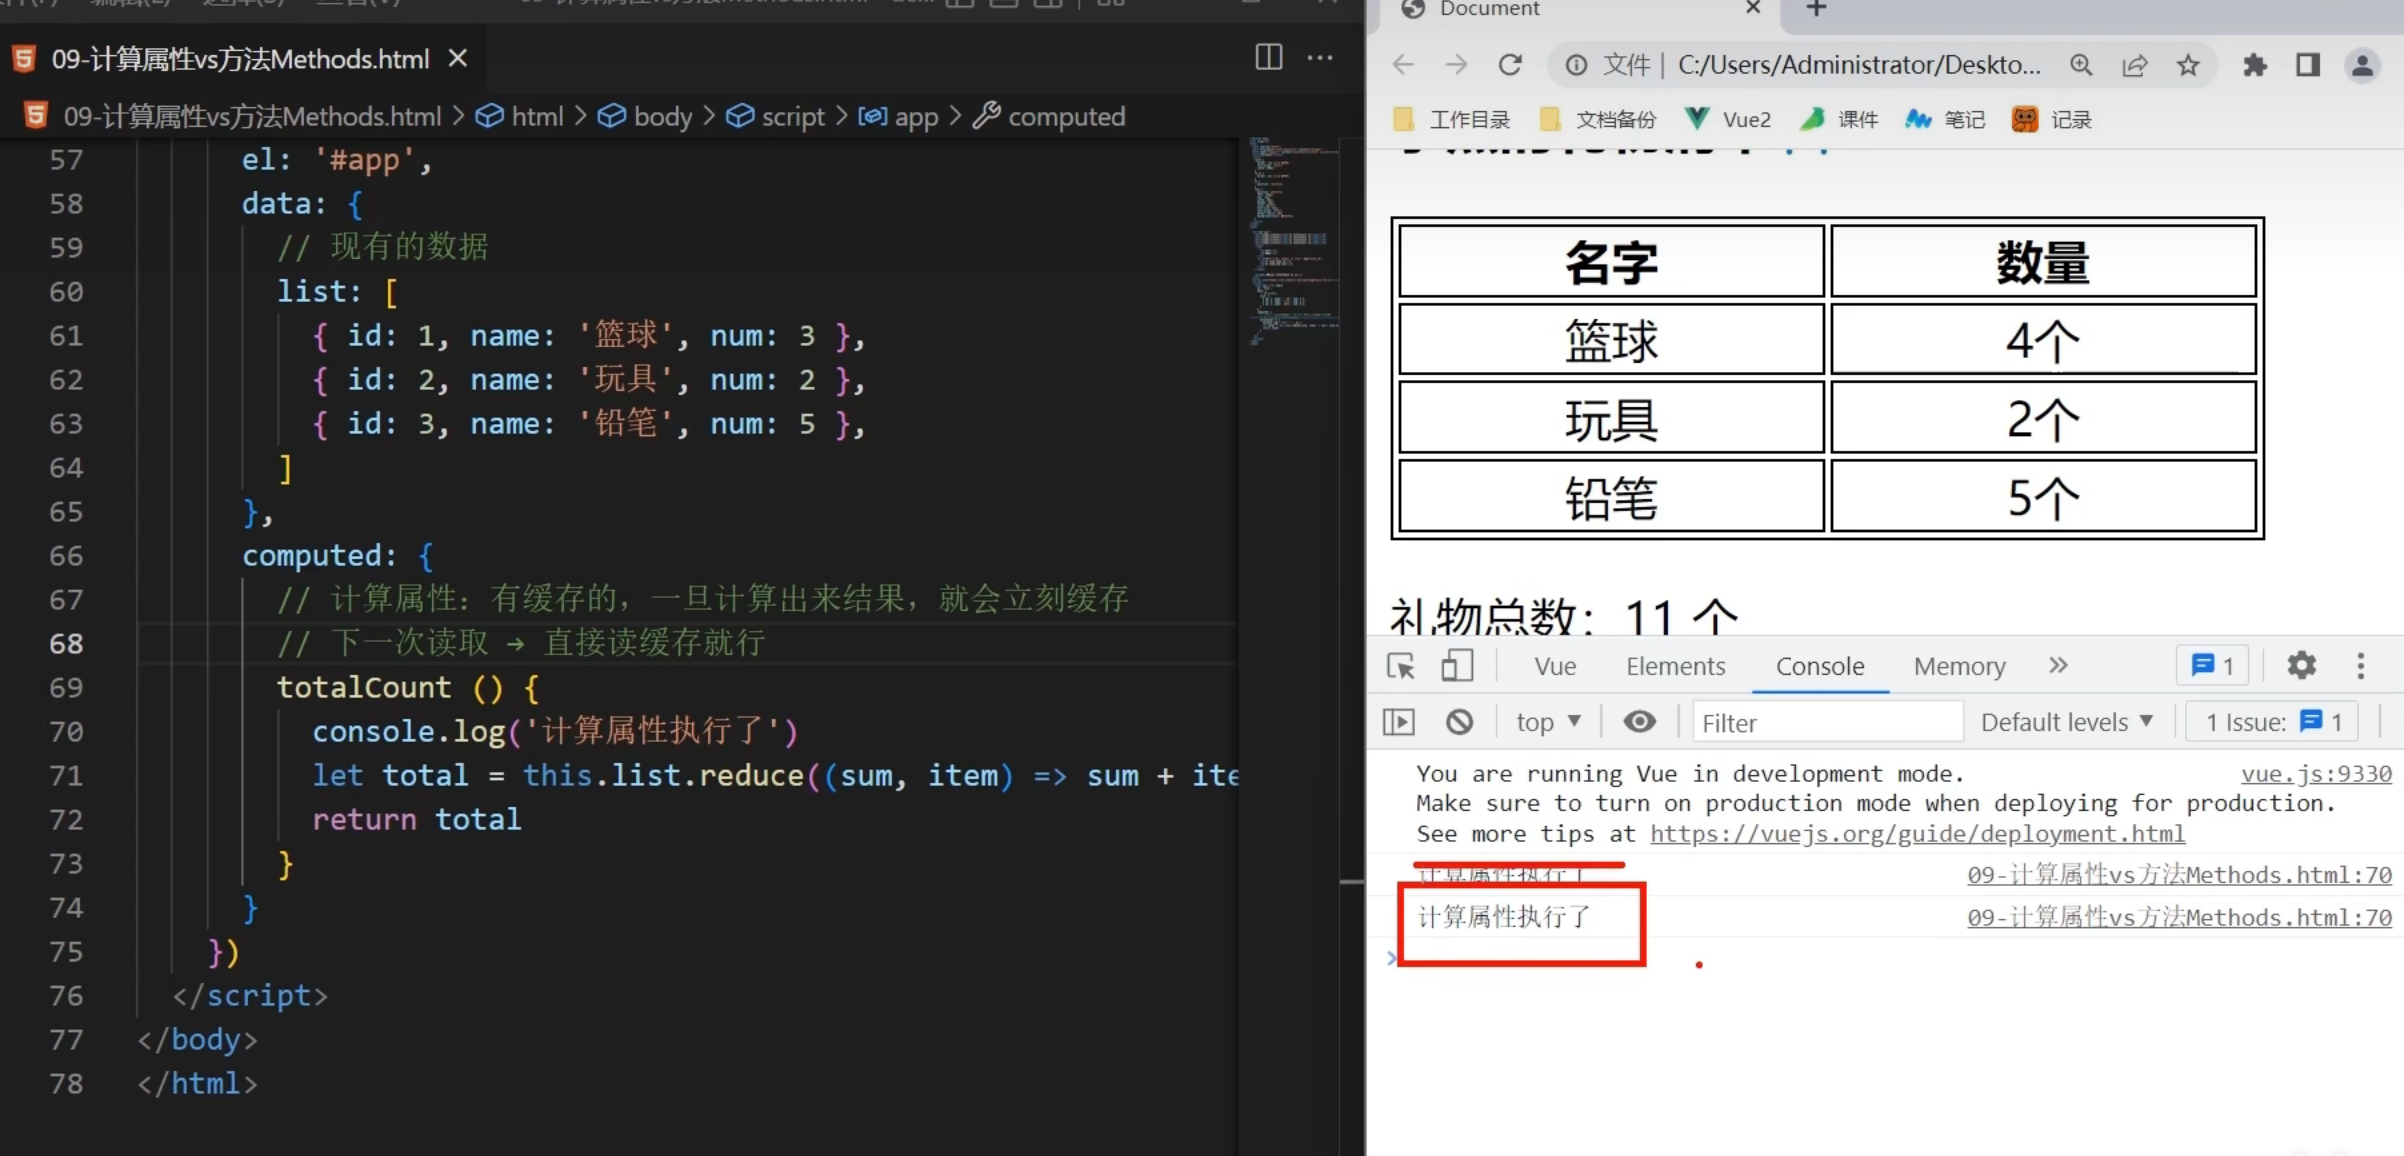 09-计算属性vs方法Methods.html
09-计算属性vs方法Methods.html > html > body > script > app > computed
57 el: '#app',
58 data: {
59 // 现有的数据
60 list: [
61 { id: 1, name: '篮球', num: 3 },
62 { id: 2, name: '玩具', num: 2 },
63 { id: 3, name: '铅笔', num: 5 },
64 ]
65 },
66 computed: {
67 // 计算属性：有缓存的，一旦计算出来结果，就会立刻缓存
68 // 下一次读取 → 直接读缓存就行
69 totalCount () {
70 console.log('计算属性执行了')
71 let total = this.list.reduce((sum, item) => sum + ite
72 return total
73 }
74 }
75 })
76 </script>
77 </body>
78 </html>
Document
文件 | C:/Users/Administrator/Deskto...
工作目录 文档备份 Vue2 课件 笔记 记录
名字 数量
篮球 4个
玩具 2个
铅笔 5个
礼物总数：11 个
Vue Elements Console Memory » 1
top Filter Default levels 1 Issue: 1
You are running Vue in development mode. vue.js:9330
Make sure to turn on production mode when deploying for production.
See more tips at https://vuejs.org/guide/deployment.html
计算属性执行了 09-计算属性vs方法Methods.html:70
计算属性执行了 09-计算属性vs方法Methods.html:70